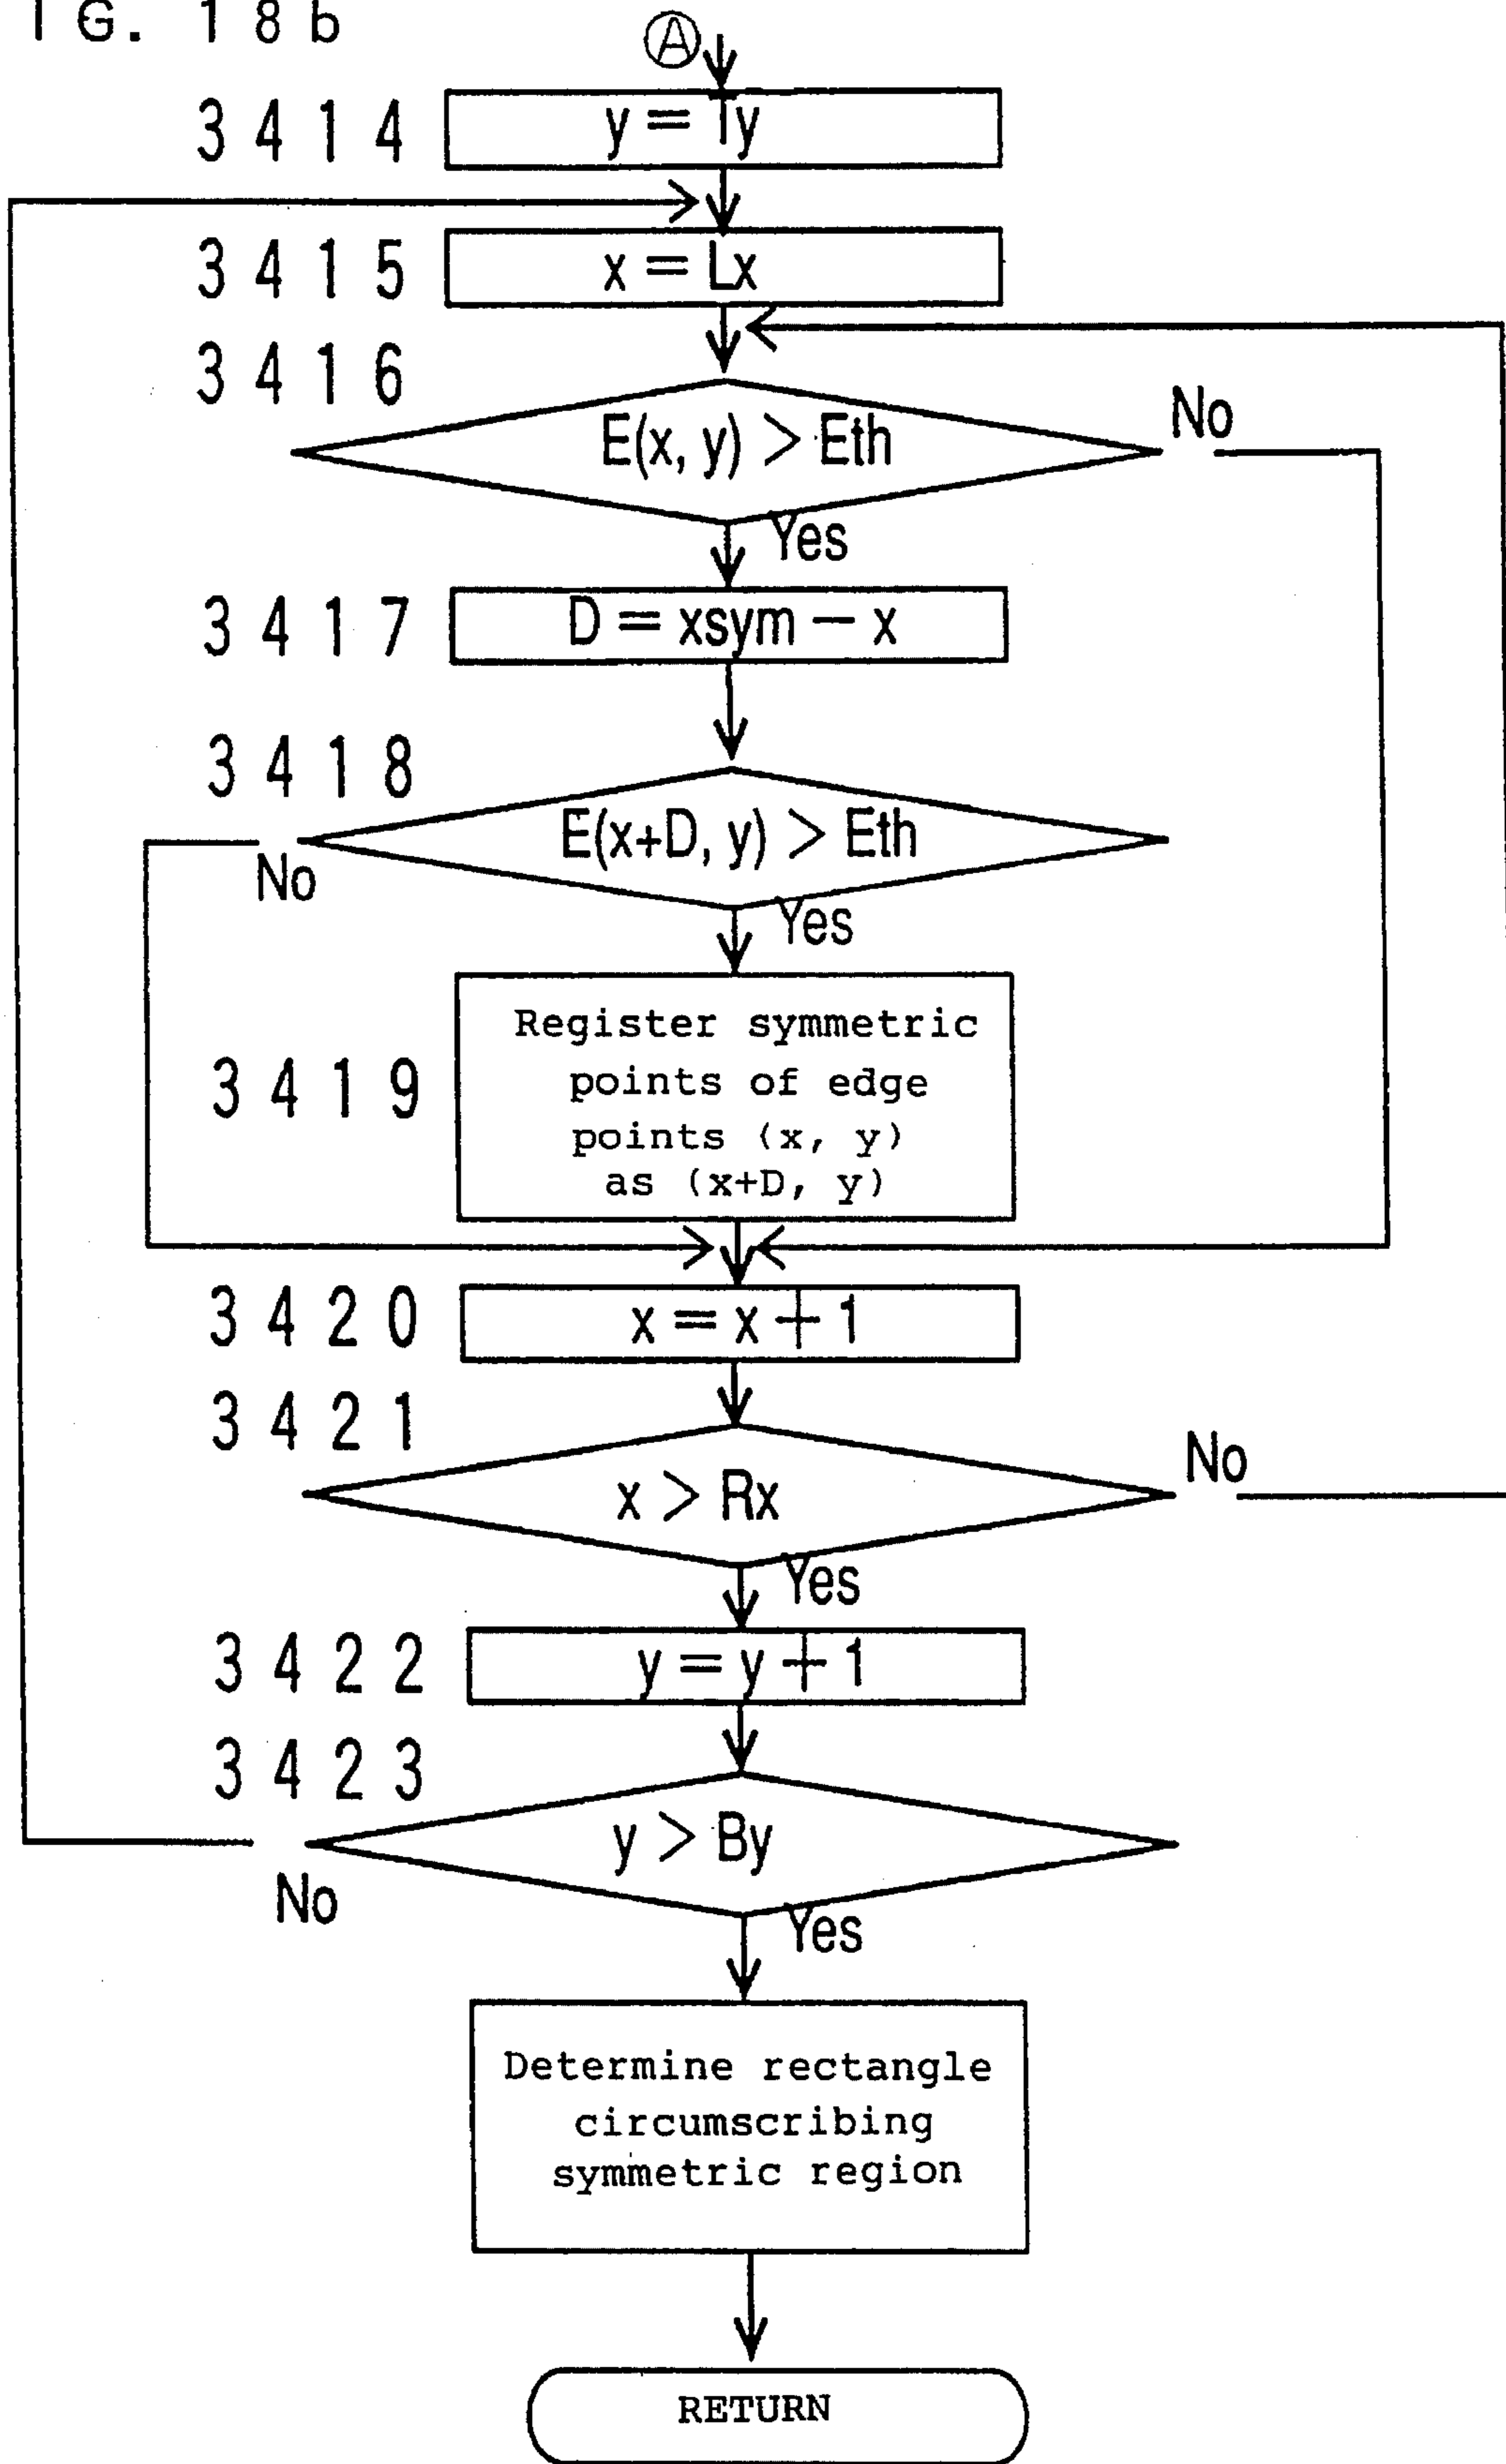 IG. 18b
A
3414
y = Ty
3415
x = Lx
3416
E(x, y) > Eth
No
Yes
3417
D = xsym − x
3418
E(x+D, y) > Eth
No
Yes
3419
Register symmetric
points of edge
points (x, y)
as (x+D, y)
3420
x = x + 1
3421
x > Rx
No
Yes
3422
y = y + 1
3423
y > By
No
Yes
Determine rectangle
circumscribing
symmetric region
RETURN